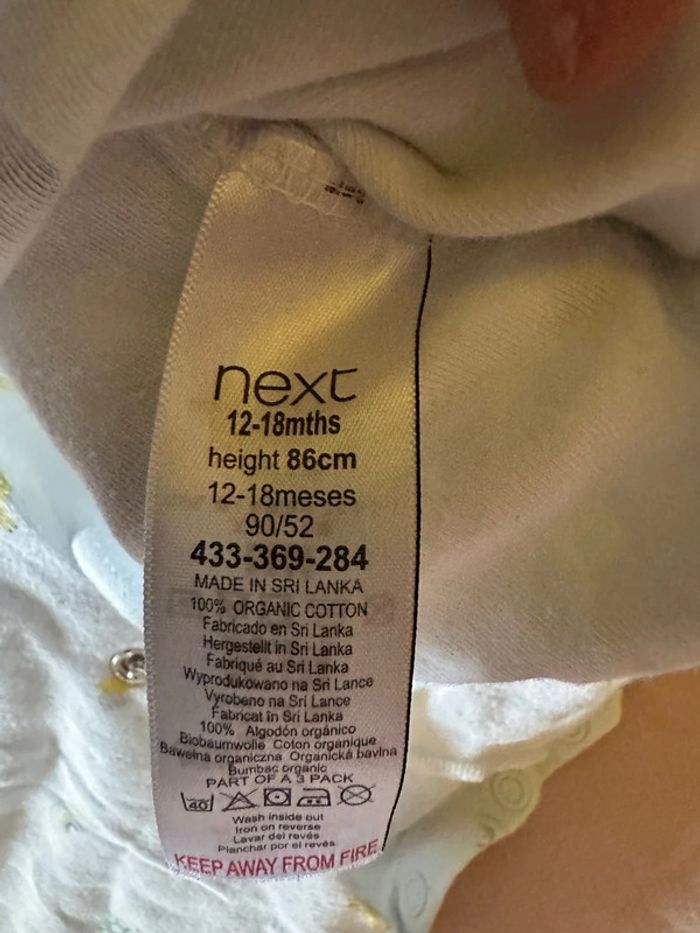 next
12-18mths
height 86cm
12-18meses
90/52
433-369-284
MADE IN SRI LANKA
100% ORGANIC COTTON
Fabricado en Sri Lanka
Hergestellt in Sri Lanka
Fabriqué au Sri Lanka
Wyprodukowano na Sri Lance
Vyrobeno na Srí Lance
Fabricat în Sri Lanka
100% Algodón orgánico
Biobaumwolle Coton organique
Bawełna organiczna Organická bavlna
Bumbac organic
PART OF A 3 PACK
40
Wash inside out
Iron on reverse
Lavar del revés
Planchar por el revés
KEEP AWAY FROM FIRE